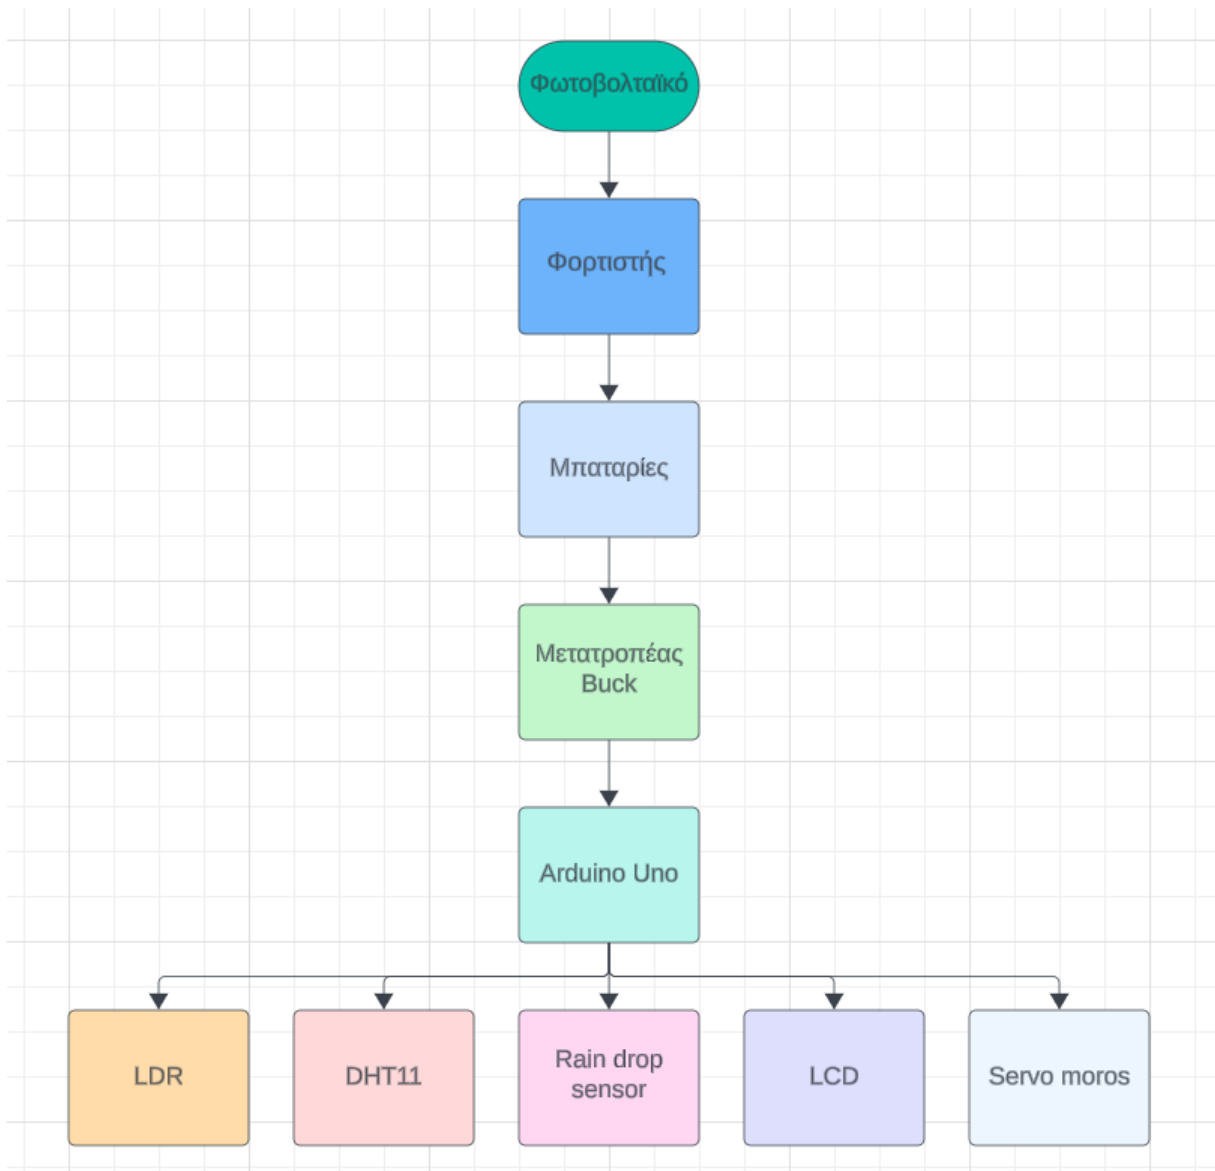 Φωτοβολταϊκό
Φορτιστής
Μπαταρίες
Μετατροπέας
Buck
Arduino Uno
LDR
DHT11
Rain drop
sensor
LCD
Servo moros